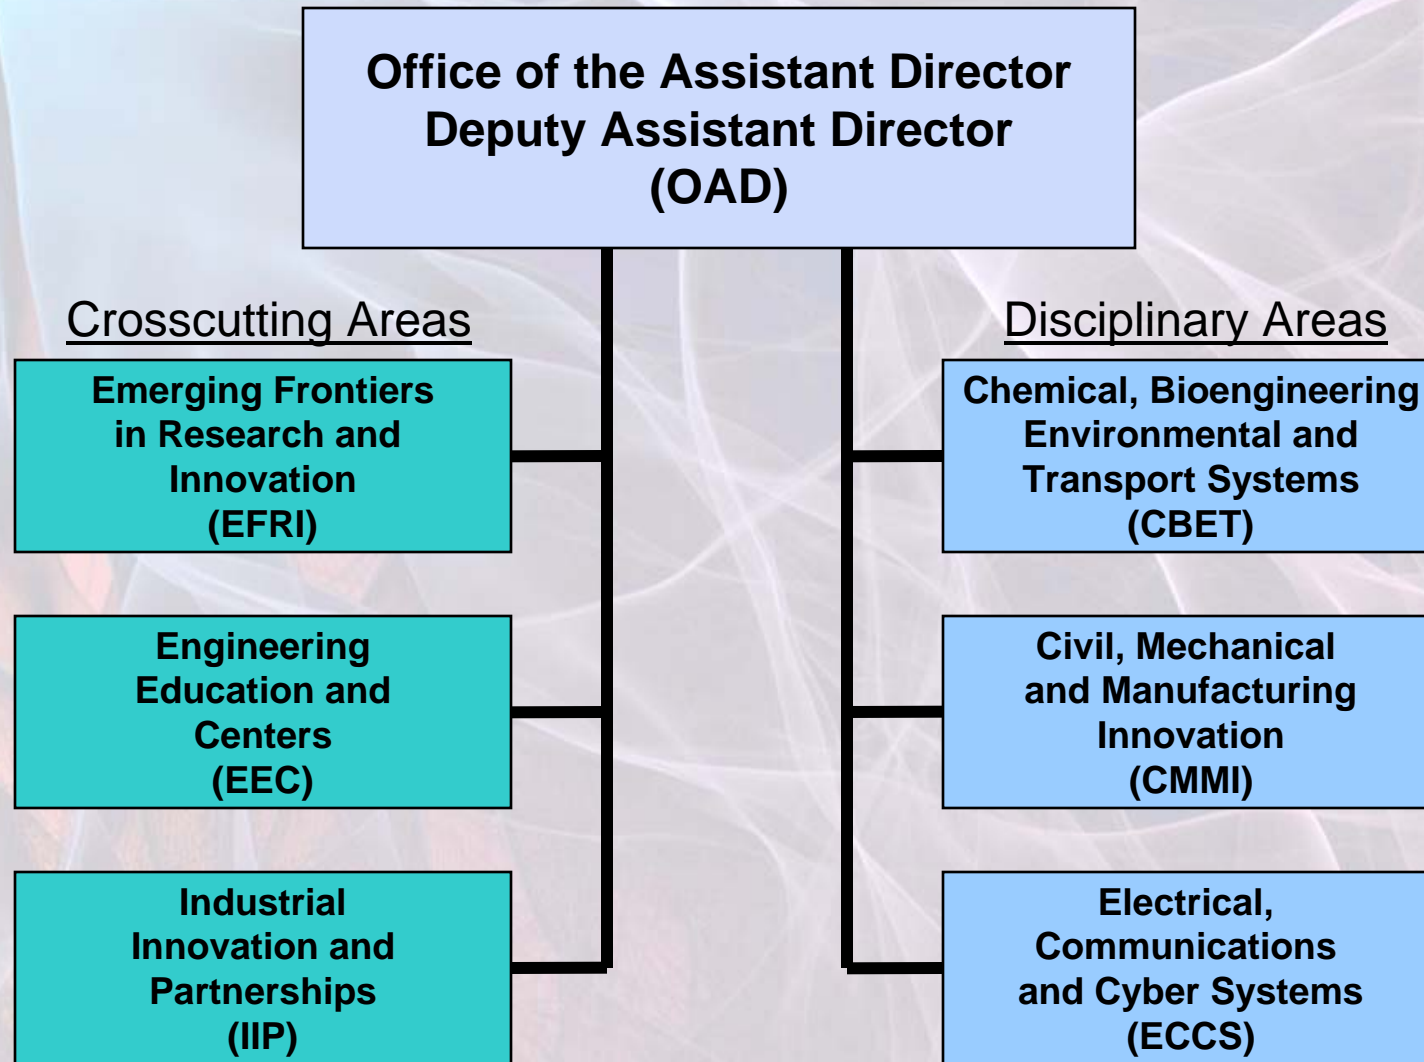 Office of the Assistant Director
Deputy Assistant Director
(OAD)
Crosscutting Areas
Emerging Frontiers
in Research and
Innovation
(EFRI)
Engineering
Education and
Centers
(EEC)
Industrial
Innovation and
Partnerships
(IIP)
Disciplinary Areas
Chemical, Bioengineering
Environmental and
Transport Systems
(CBET)
Civil, Mechanical
and Manufacturing
Innovation
(CMMI)
Electrical,
Communications
and Cyber Systems
(ECCS)